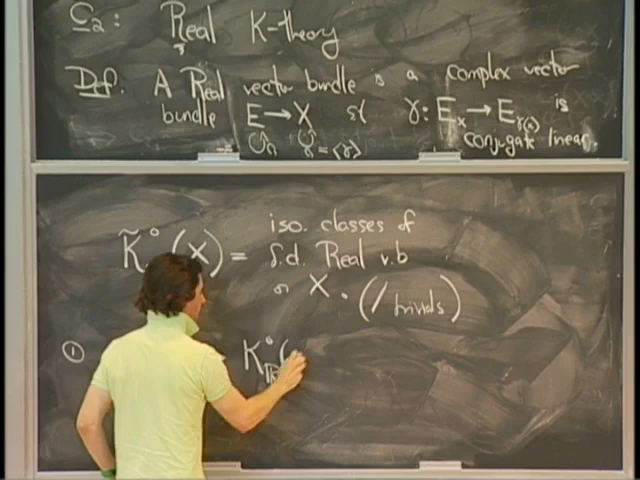 C₂: Real K-theory
Def. A Real vector bundle is a complex vector
bundle E → X st γ: Eₓ → E_γ(x) is
conjugate linear.
K̃°(X) = iso. classes of
f.d. Real v.b
on X. (/trivials)
① K°_ℝ(